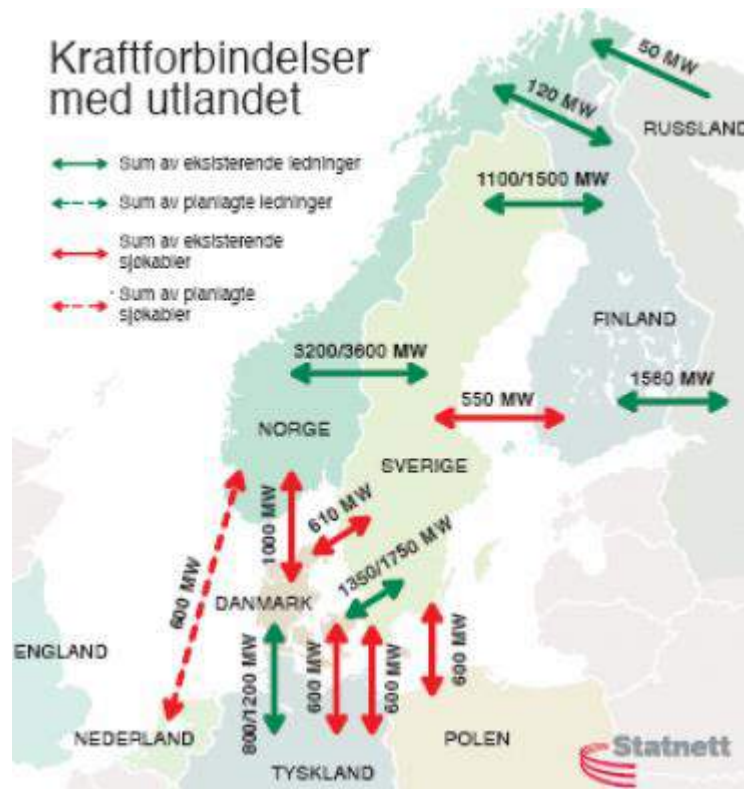 Kraftforbindelser
med utlandet
Sum av eksisterende ledninger
Sum av planlagte ledninger
Sum av eksisterende
sjøkabler
Sum av planlagte
sjøkabler
50 MW
120 MW
RUSSLAND
1100/1500 MW
FINLAND
3200/3600 MW
1560 MW
550 MW
NORGE
SVERIGE
1000 MW
610 MW
1350/1750 MW
600 MW
DANMARK
ENGLAND
800/1200 MW
600 MW
600 MW
600 MW
NEDERLAND
POLEN
Statnett
TYSKLAND